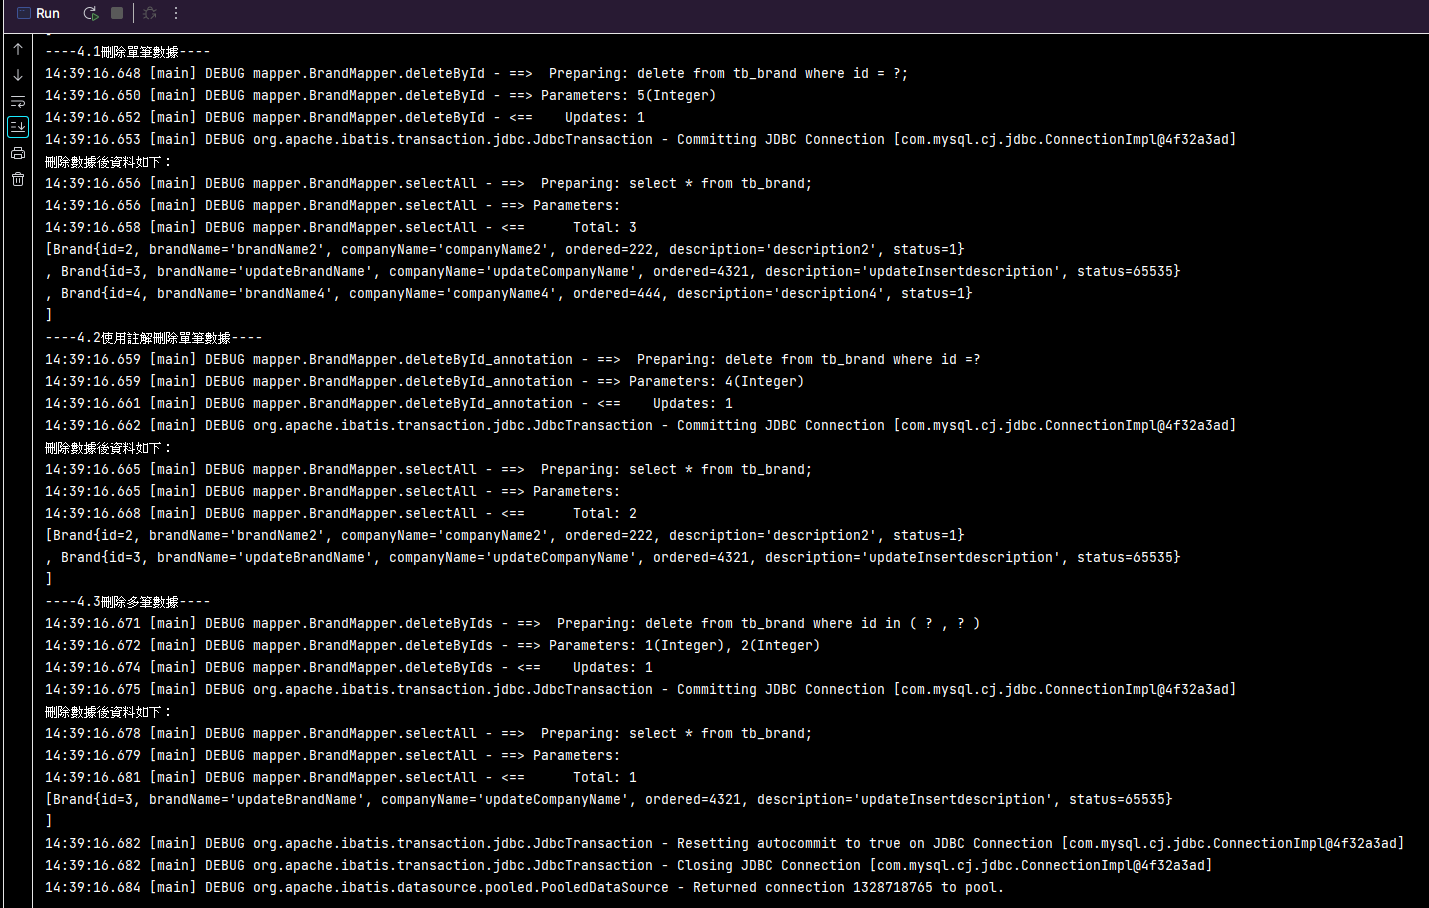 Run
----4.1刪除單筆數據----
14:39:16.648 [main] DEBUG mapper.BrandMapper.deleteById - ==>  Preparing: delete from tb_brand where id = ?;
14:39:16.650 [main] DEBUG mapper.BrandMapper.deleteById - ==> Parameters: 5(Integer)
14:39:16.652 [main] DEBUG mapper.BrandMapper.deleteById - <==    Updates: 1
14:39:16.653 [main] DEBUG org.apache.ibatis.transaction.jdbc.JdbcTransaction - Committing JDBC Connection [com.mysql.cj.jdbc.ConnectionImpl@4f32a3ad]
刪除數據後資料如下：
14:39:16.656 [main] DEBUG mapper.BrandMapper.selectAll - ==>  Preparing: select * from tb_brand;
14:39:16.656 [main] DEBUG mapper.BrandMapper.selectAll - ==> Parameters:
14:39:16.658 [main] DEBUG mapper.BrandMapper.selectAll - <==      Total: 3
[Brand{id=2, brandName='brandName2', companyName='companyName2', ordered=222, description='description2', status=1}
, Brand{id=3, brandName='updateBrandName', companyName='updateCompanyName', ordered=4321, description='updateInsertdescription', status=65535}
, Brand{id=4, brandName='brandName4', companyName='companyName4', ordered=444, description='description4', status=1}
]
----4.2使用註解刪除單筆數據----
14:39:16.659 [main] DEBUG mapper.BrandMapper.deleteById_annotation - ==>  Preparing: delete from tb_brand where id =?
14:39:16.659 [main] DEBUG mapper.BrandMapper.deleteById_annotation - ==> Parameters: 4(Integer)
14:39:16.661 [main] DEBUG mapper.BrandMapper.deleteById_annotation - <==    Updates: 1
14:39:16.662 [main] DEBUG org.apache.ibatis.transaction.jdbc.JdbcTransaction - Committing JDBC Connection [com.mysql.cj.jdbc.ConnectionImpl@4f32a3ad]
刪除數據後資料如下：
14:39:16.665 [main] DEBUG mapper.BrandMapper.selectAll - ==>  Preparing: select * from tb_brand;
14:39:16.665 [main] DEBUG mapper.BrandMapper.selectAll - ==> Parameters:
14:39:16.668 [main] DEBUG mapper.BrandMapper.selectAll - <==      Total: 2
[Brand{id=2, brandName='brandName2', companyName='companyName2', ordered=222, description='description2', status=1}
, Brand{id=3, brandName='updateBrandName', companyName='updateCompanyName', ordered=4321, description='updateInsertdescription', status=65535}
]
----4.3刪除多筆數據----
14:39:16.671 [main] DEBUG mapper.BrandMapper.deleteByIds - ==>  Preparing: delete from tb_brand where id in ( ? , ? )
14:39:16.672 [main] DEBUG mapper.BrandMapper.deleteByIds - ==> Parameters: 1(Integer), 2(Integer)
14:39:16.674 [main] DEBUG mapper.BrandMapper.deleteByIds - <==    Updates: 1
14:39:16.675 [main] DEBUG org.apache.ibatis.transaction.jdbc.JdbcTransaction - Committing JDBC Connection [com.mysql.cj.jdbc.ConnectionImpl@4f32a3ad]
刪除數據後資料如下：
14:39:16.678 [main] DEBUG mapper.BrandMapper.selectAll - ==>  Preparing: select * from tb_brand;
14:39:16.679 [main] DEBUG mapper.BrandMapper.selectAll - ==> Parameters:
14:39:16.681 [main] DEBUG mapper.BrandMapper.selectAll - <==      Total: 1
[Brand{id=3, brandName='updateBrandName', companyName='updateCompanyName', ordered=4321, description='updateInsertdescription', status=65535}
]
14:39:16.682 [main] DEBUG org.apache.ibatis.transaction.jdbc.JdbcTransaction - Resetting autocommit to true on JDBC Connection [com.mysql.cj.jdbc.ConnectionImpl@4f32a3ad]
14:39:16.682 [main] DEBUG org.apache.ibatis.transaction.jdbc.JdbcTransaction - Closing JDBC Connection [com.mysql.cj.jdbc.ConnectionImpl@4f32a3ad]
14:39:16.684 [main] DEBUG org.apache.ibatis.datasource.pooled.PooledDataSource - Returned connection 1328718765 to pool.